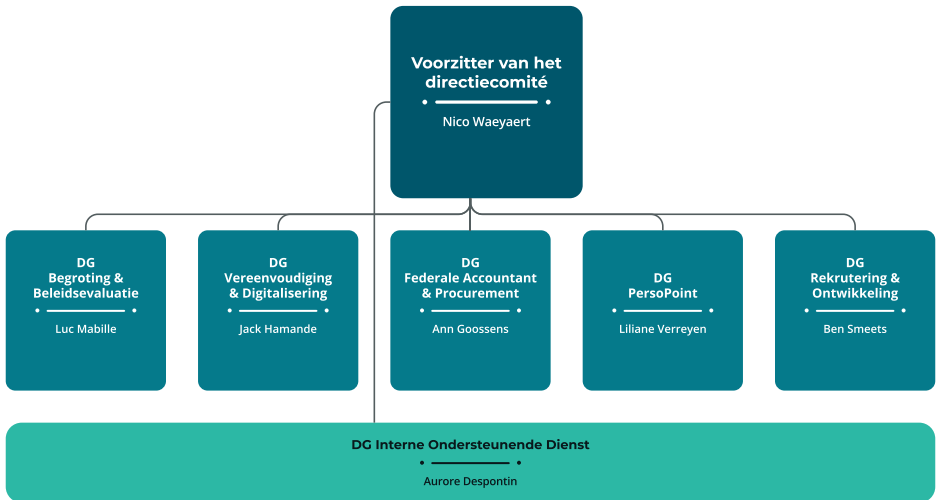 Voorzitter van het
directiecomité
Nico Waeyaert
DG
Begroting &
Beleidsevaluatie
Luc Mabille
DG
Vereenvoudiging
& Digitalisering
Jack Hamande
DG
Federale Accountant
& Procurement
Ann Goossens
DG
PersoPoint
Liliane Verreyen
DG
Rekrutering &
Ontwikkeling
Ben Smeets
DG Interne Ondersteunende Dienst
Aurore Despontin